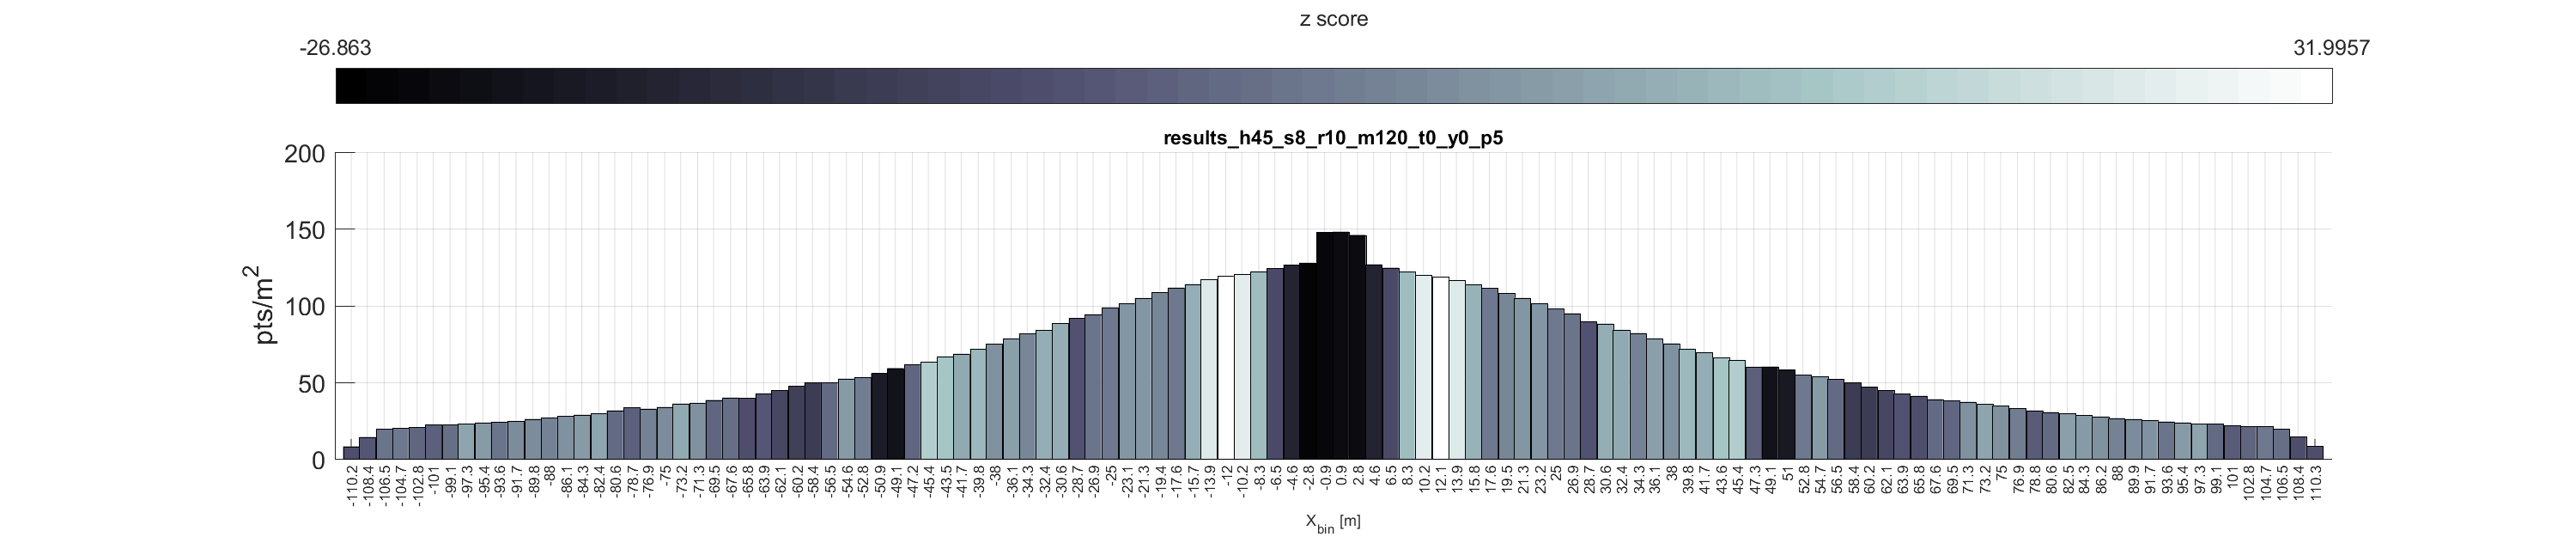 z score
-26.863 31.9957
results_h45_s8_r10_m120_t0_y0_p5
200
150
100
50
0
pts/m2
-110.2 -108.4 -106.5 -104.7 -102.8 -101 -99.1 -97.3 -95.4 -93.6 -91.7 -89.8 -88 -86.1 -84.3 -82.4 -80.6 -78.7 -76.9 -75 -73.2 -71.3 -69.5 -67.6 -65.8 -63.9 -62.1 -60.2 -58.4 -56.5 -54.6 -52.8 -50.9 -49.1 -47.2 -45.4 -43.5 -41.7 -39.8 -38 -36.1 -34.3 -32.4 -30.6 -28.7 -26.9 -25 -23.1 -21.3 -19.4 -17.6 -15.7 -13.9 -12 -10.2 -8.3 -6.5 -4.6 -2.8 -0.9 0.9 2.8 4.6 6.5 8.3 10.2 12.1 13.9 15.8 17.6 19.5 21.3 23.2 25 26.9 28.7 30.6 32.4 34.3 36.1 38 39.8 41.7 43.6 45.4 47.3 49.1 51 52.8 54.7 56.5 58.4 60.2 62.1 63.9 65.8 67.6 69.5 71.3 73.2 75 76.9 78.8 80.6 82.5 84.3 86.2 88 89.9 91.7 93.6 95.4 97.3 99.1 101 102.8 104.7 106.5 108.4 110.3
Xbin [m]